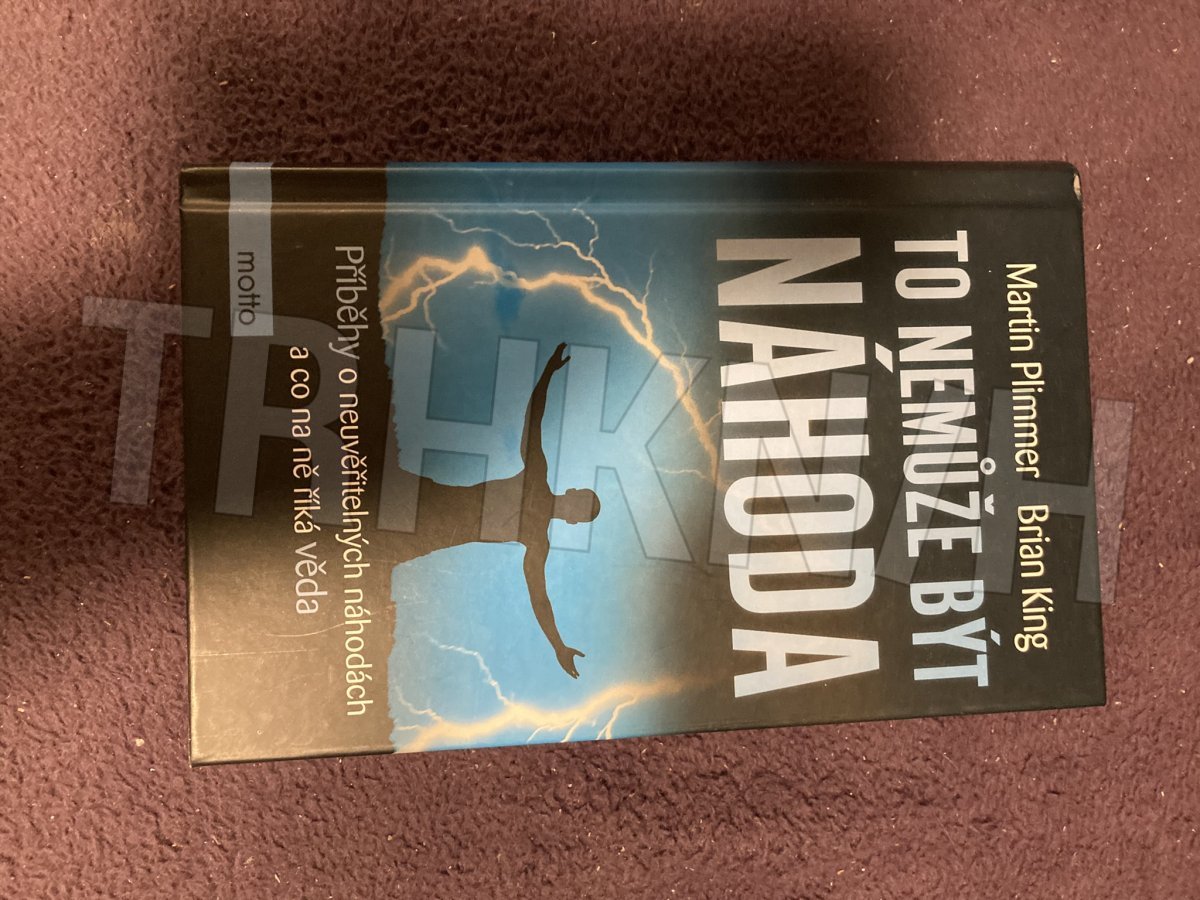 Martin Plimmer Brian King
TO NEMŮŽE BÝT
NÁHODA
Příběhy o neuvěřitelných náhodách
a co na ně říká věda
motto
TRHKNIH